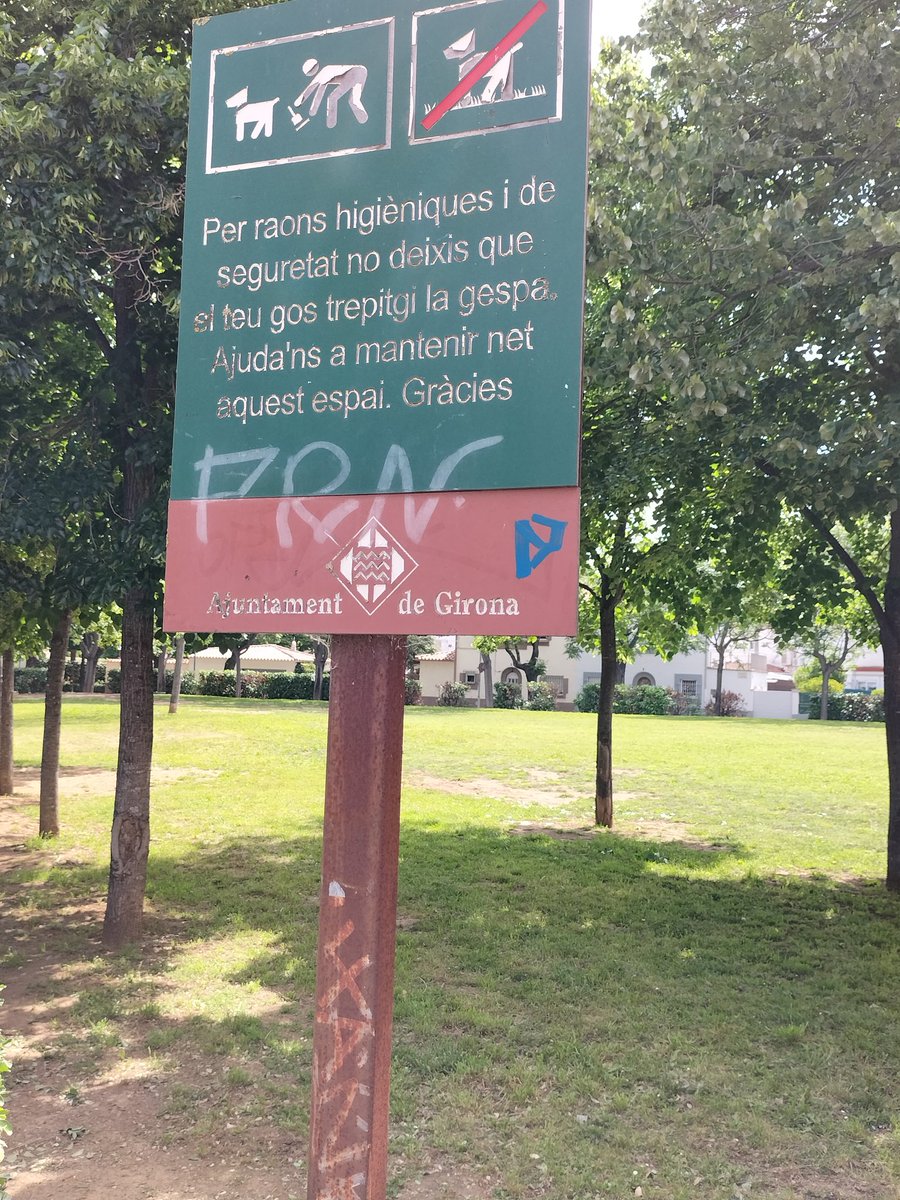 Per raons higièniques i de
seguretat no deixis que
el teu gos trepitgi la gespa.
Ajuda'ns a mantenir net
aquest espai. Gràcies
Ajuntament de Girona